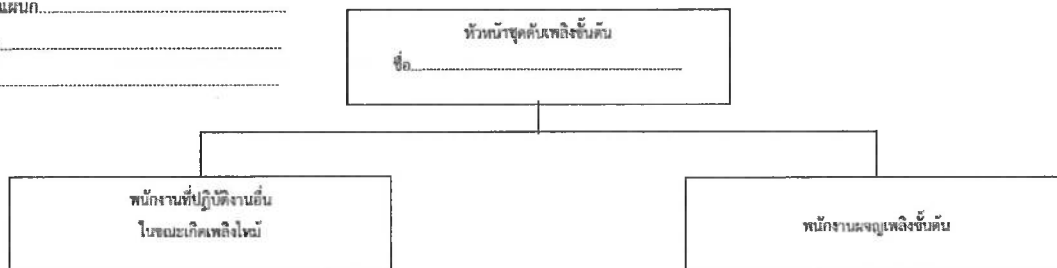 แผนก
หัวหน้าชุดดับเพลิงขั้นต้น
ชื่อ
พนักงานที่ปฏิบัติงานอื่น
ในขณะเกิดเพลิงไหม้
พนักงานผจญเพลิงขั้นต้น